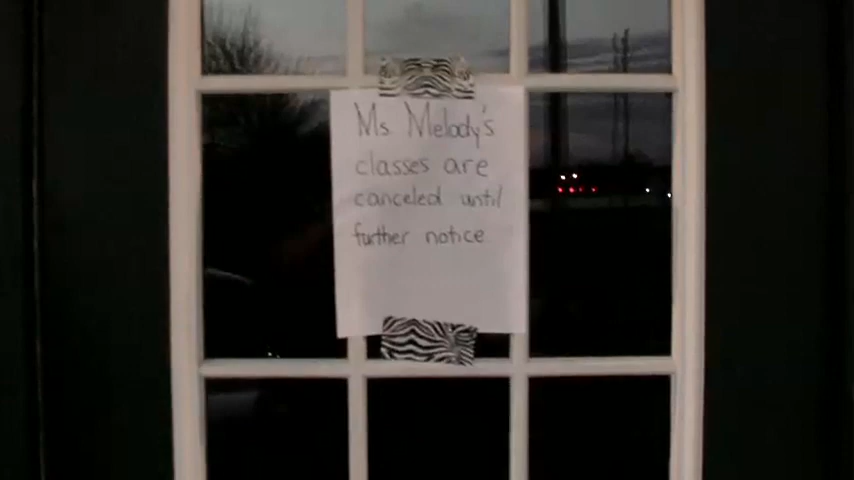 Ms. Melody's
classes are
canceled until
further notice